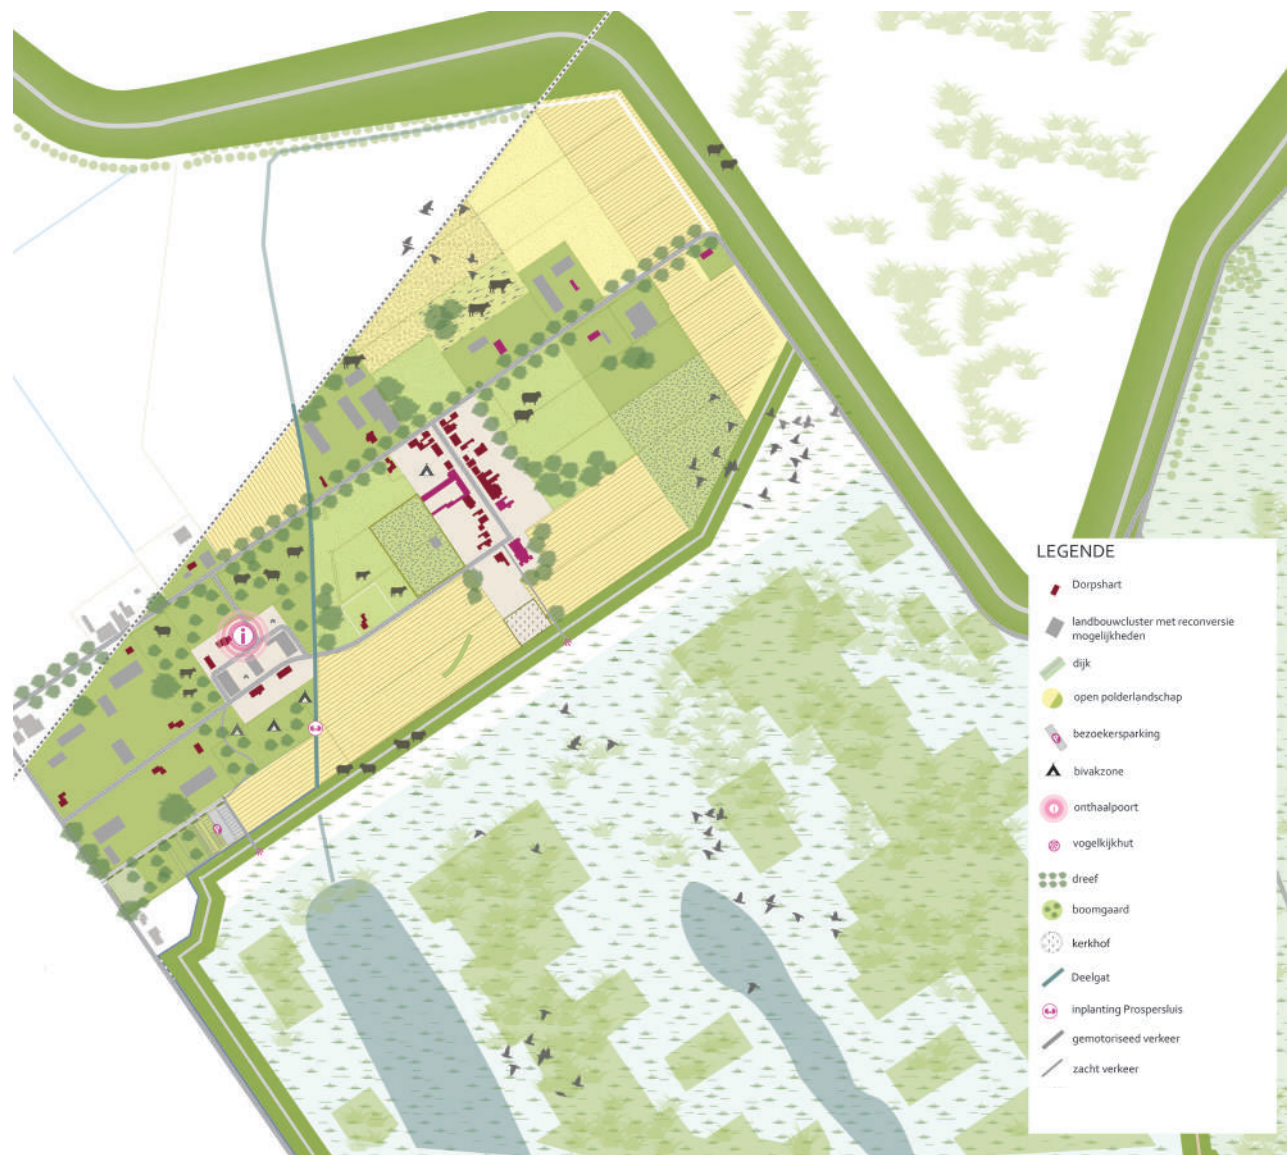 LEGENDE
Dorpshart
landbouwcluster met reconversie
mogelijkheden
dijk
open polderlandschap
bezoekersparking
bivakzone
onthaalpoort
vogelkijkhut
dreef
boomgaard
kerkhof
Deelgat
inplanting Prospersluis
gemotoriseed verkeer
zacht verkeer
i
i